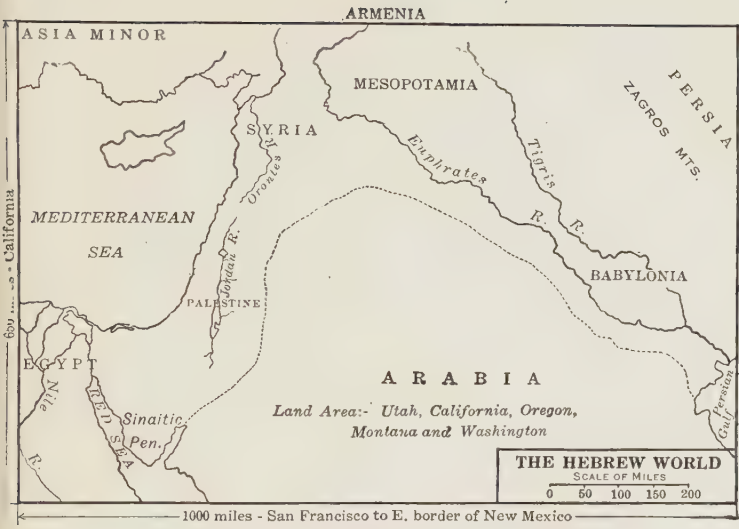 ARMENIA
ASIA MINOR
MESOPOTAMIA
PERSIA
ZAGROS MTS.
SYRIA
R.
Orontes
Euphrates
R.
Tigris
R.
MEDITERRANEAN
SEA
Jordan R.
PALESTINE
BABYLONIA
EGYPT
Nile
R.
RED SEA
Sinaitic
Pen.
ARABIA
Land Area:- Utah, California, Oregon,
Montana and Washington
Persian
Gulf
THE HEBREW WORLD
SCALE OF MILES
0 50 100 150 200
1000 miles - San Francisco to E. border of New Mexico
- California